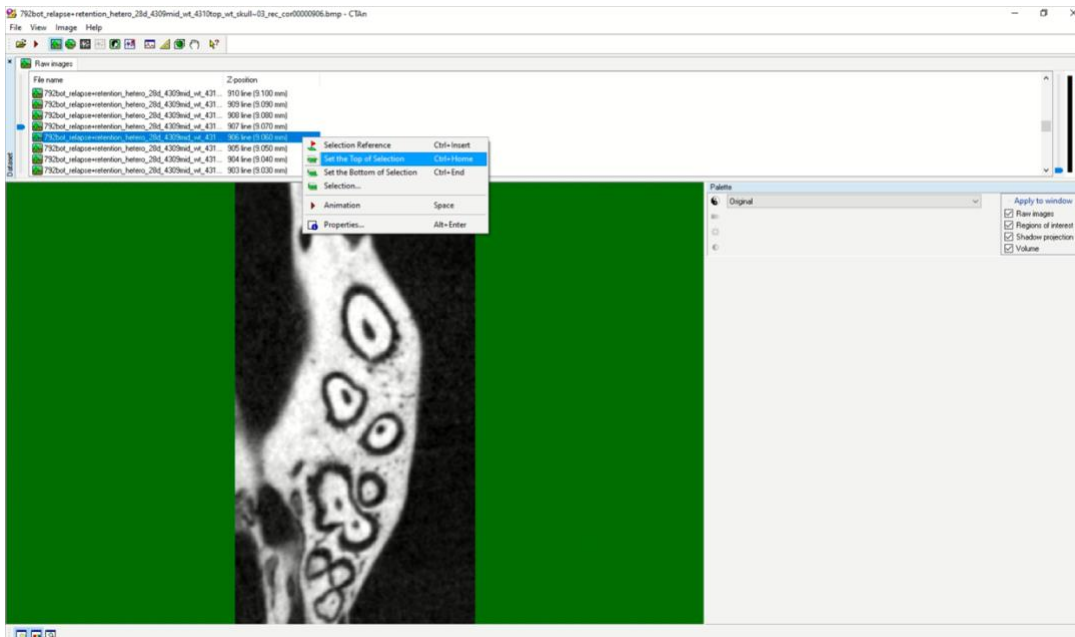 792bot_relapse+retention_hetero_28d_4309mid_wt_4310top_wt_skull~03_rec_cor00000906.bmp - CTAn
File View Image Help
Raw images
File name Z position
792bot_relapse+retention_hetero_28d_4309mid_wt_431... 910 line (9.100 mm)
792bot_relapse+retention_hetero_28d_4309mid_wt_431... 909 line (9.090 mm)
792bot_relapse+retention_hetero_28d_4309mid_wt_431... 908 line (9.080 mm)
792bot_relapse+retention_hetero_28d_4309mid_wt_431... 907 line (9.070 mm)
792bot_relapse+retention_hetero_28d_4309mid_wt_431... 906 line (9.060 mm)
792bot_relapse+retention_hetero_28d_4309mid_wt_431... 905 line (9.050 mm)
792bot_relapse+retention_hetero_28d_4309mid_wt_431... 904 line (9.040 mm)
792bot_relapse+retention_hetero_28d_4309mid_wt_431... 903 line (9.030 mm)
Dataset
Selection Reference Ctrl+Insert
Set the Top of Selection Ctrl+Home
Set the Bottom of Selection Ctrl+End
Selection...
Animation Space
Properties... Alt+Enter
Palette
Original
Apply to window
Raw images
Regions of interest
Shadow projection
Volume